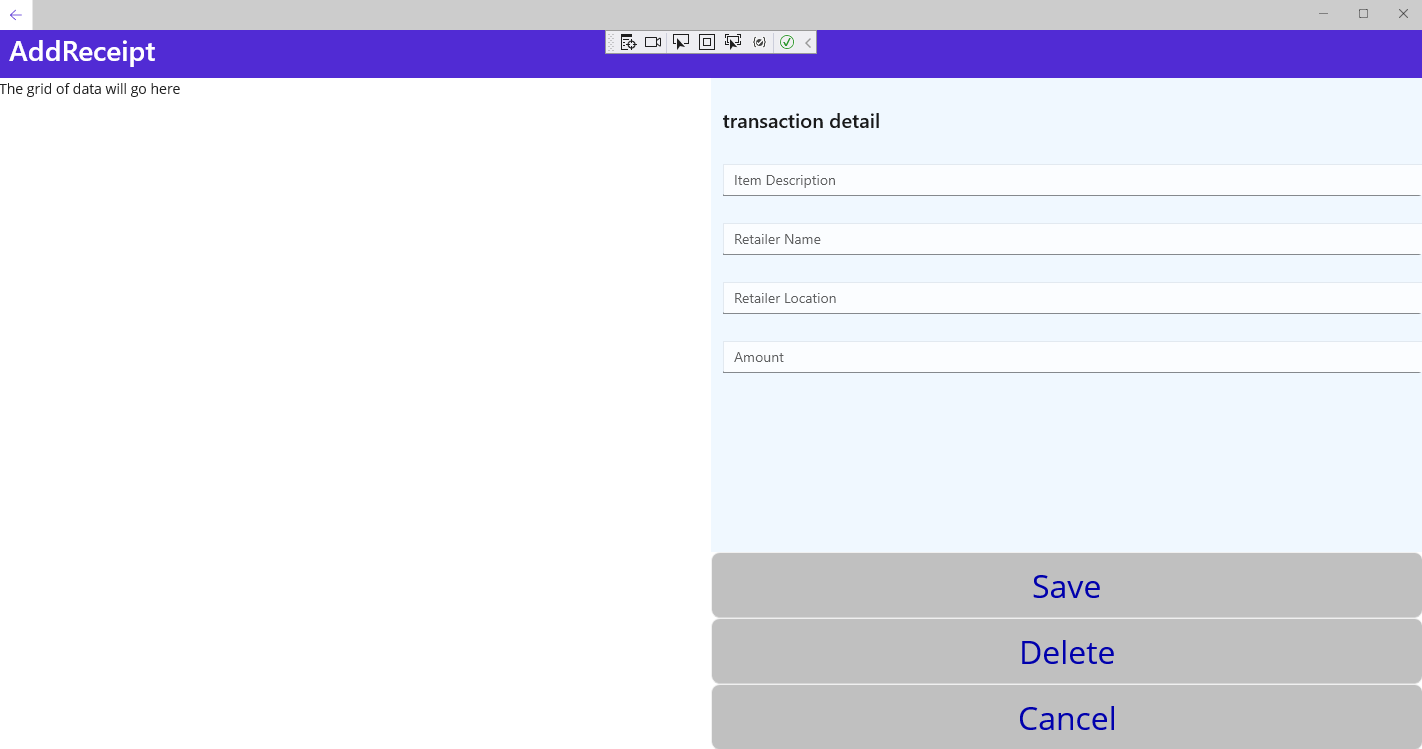 AddReceipt
The grid of data will go here
transaction detail
Item Description
Retailer Name
Retailer Location
Amount
Save
Delete
Cancel